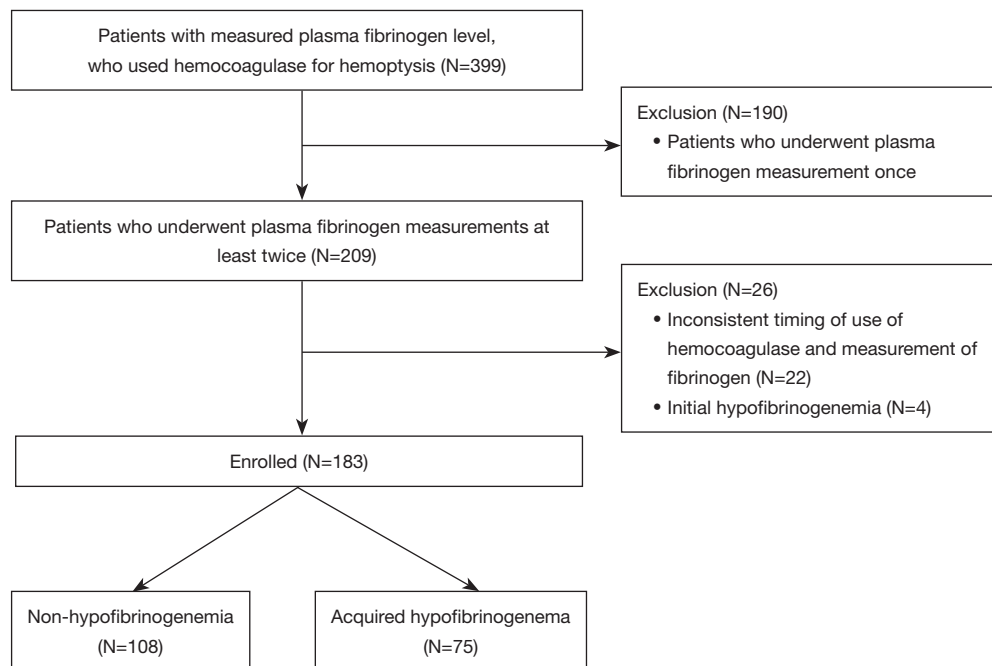 Patients with measured plasma fibrinogen level,
who used hemocoagulase for hemoptysis (N=399)
Exclusion (N=190)
• Patients who underwent plasma
fibrinogen measurement once
Patients who underwent plasma fibrinogen measurements at
least twice (N=209)
Exclusion (N=26)
• Inconsistent timing of use of
hemocoagulase and measurement of
fibrinogen (N=22)
• Initial hypofibrinogenemia (N=4)
Enrolled (N=183)
Non-hypofibrinogenemia
(N=108)
Acquired hypofibrinogenema
(N=75)